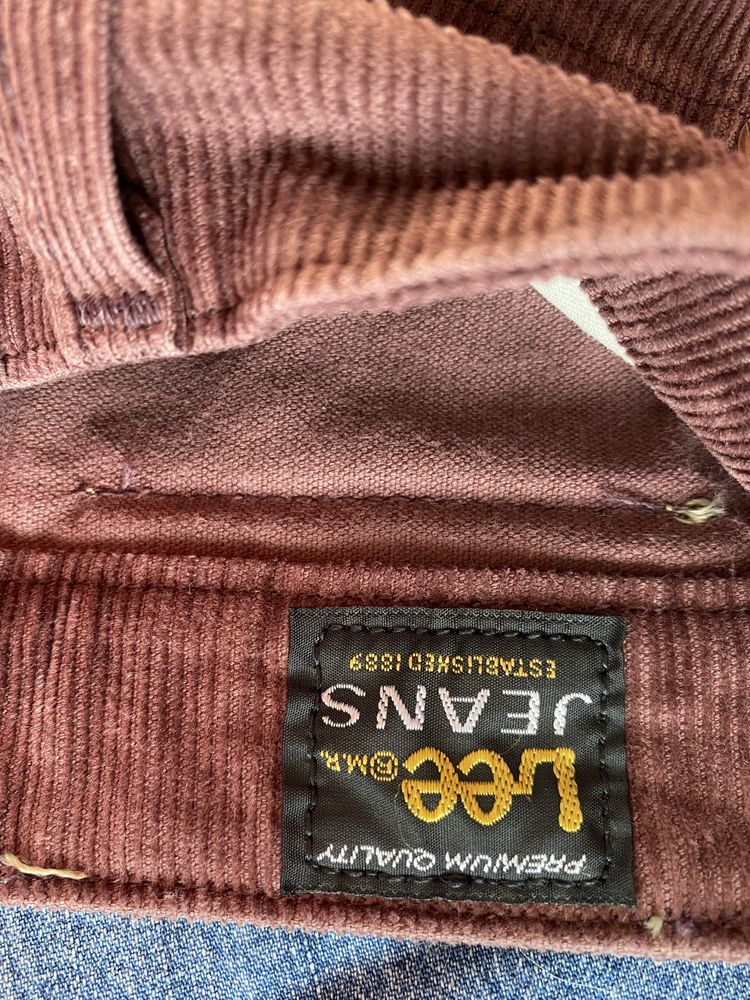 PREMIUM QUALITY
Lee ® M.R.
JEANS
ESTABLISHED 1889